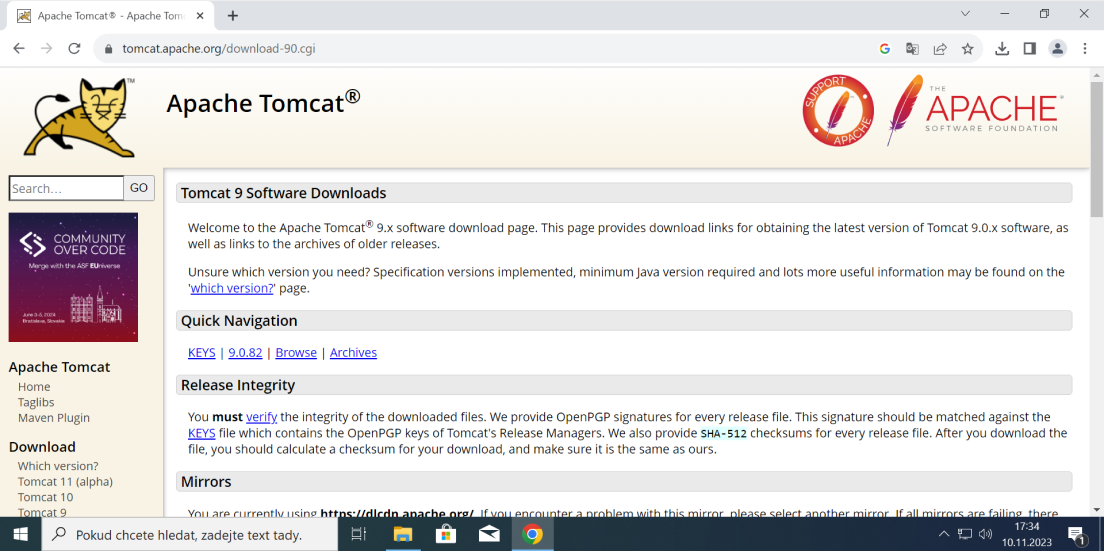 Apache Tomcat® - Apache Tom
tomcat.apache.org/download-90.cgi
TM
Apache Tomcat®
SUPPORT
APACHE
THE
APACHE®
SOFTWARE FOUNDATION
Search…
GO
COMMUNITY
OVER CODE
Merge with the ASF EUniverse
June 3-5, 2024
Bratislava, Slovakia
Apache Tomcat
Home
Taglibs
Maven Plugin
Download
Which version?
Tomcat 11 (alpha)
Tomcat 10
Tomcat 9
Tomcat 9 Software Downloads
Welcome to the Apache Tomcat® 9.x software download page. This page provides download links for obtaining the latest version of Tomcat 9.0.x software, as
well as links to the archives of older releases.
Unsure which version you need? Specification versions implemented, minimum Java version required and lots more useful information may be found on the
'which version?' page.
Quick Navigation
KEYS | 9.0.82 | Browse | Archives
Release Integrity
You must verify the integrity of the downloaded files. We provide OpenPGP signatures for every release file. This signature should be matched against the
KEYS file which contains the OpenPGP keys of Tomcat's Release Managers. We also provide SHA-512 checksums for every release file. After you download the
file, you should calculate a checksum for your download, and make sure it is the same as ours.
Mirrors
You are currently using https://dlcdn.apache.org/. If you encounter a problem with this mirror, please select another mirror. If all mirrors are failing, there
Pokud chcete hledat, zadejte text tady.
17:34
10.11.2023
1